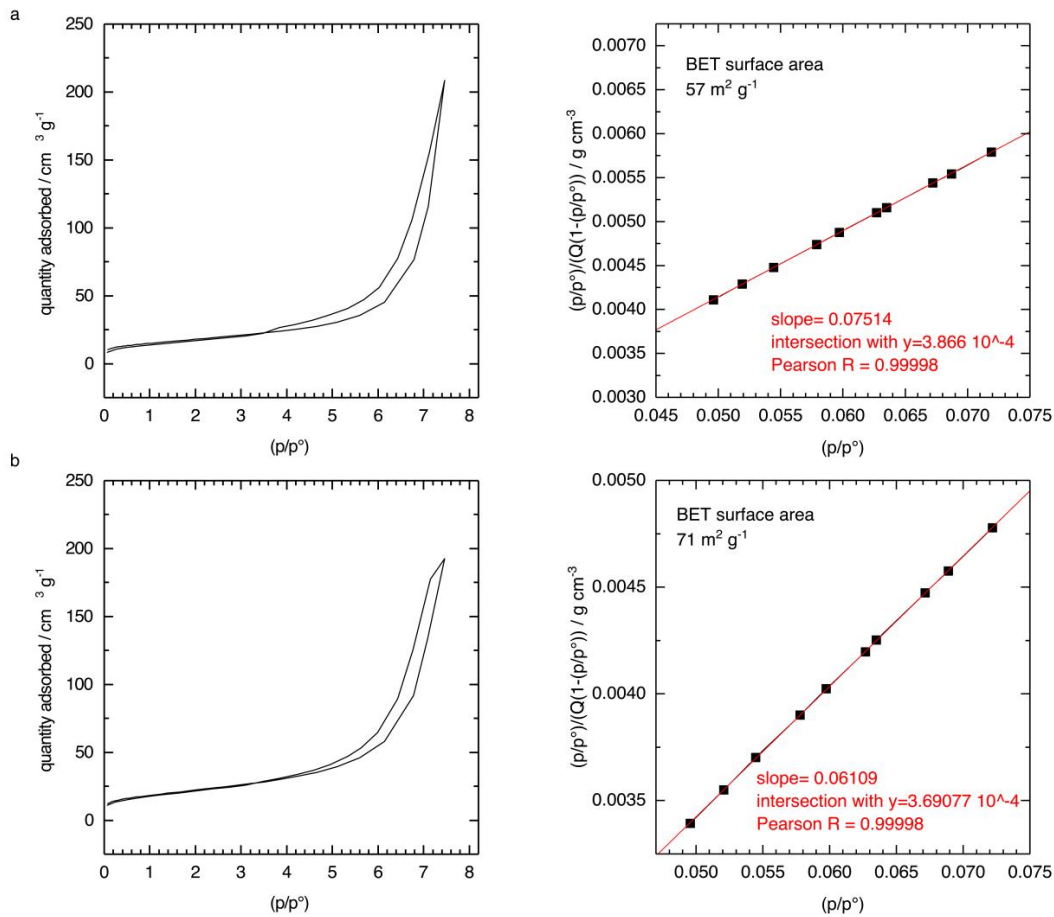 a
250
200
150
100
50
0
quantity adsorbed / cm ³ g⁻¹
0 1 2 3 4 5 6 7 8
(p/p°)
0.0070
0.0065
0.0060
0.0055
0.0050
0.0045
0.0040
0.0035
0.0030
(p/p°)/(Q(1-(p/p°)) / g cm⁻³
BET surface area
57 m² g⁻¹
slope= 0.07514
intersection with y=3.866 10^-4
Pearson R = 0.99998
0.045 0.050 0.055 0.060 0.065 0.070 0.075
(p/p°)
b
250
200
150
100
50
0
quantity adsorbed / cm ³ g⁻¹
0 1 2 3 4 5 6 7 8
(p/p°)
0.0050
0.0045
0.0040
0.0035
(p/p°)/(Q(1-(p/p°)) / g cm⁻³
BET surface area
71 m² g⁻¹
slope= 0.06109
intersection with y=3.69077 10^-4
Pearson R = 0.99998
0.050 0.055 0.060 0.065 0.070 0.075
(p/p°)